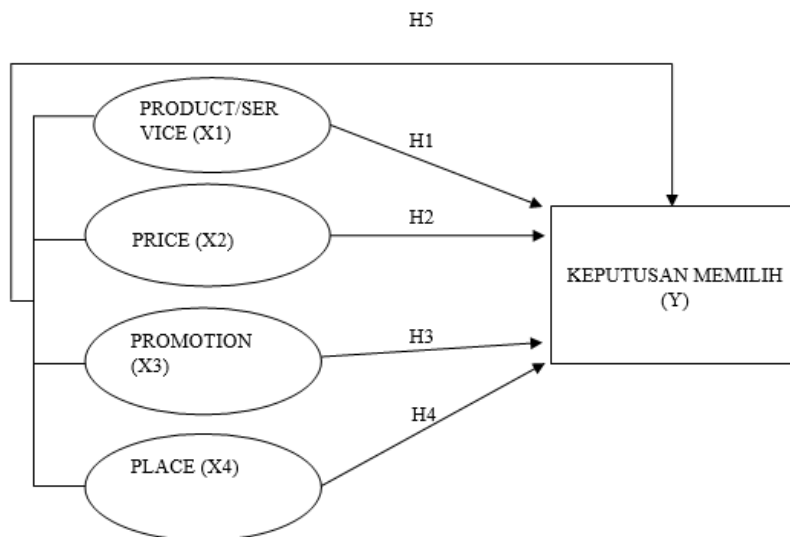 H5
PRODUCT/SER
VICE (X1)
H1
PRICE (X2)
H2
KEPUTUSAN MEMILIH
(Y)
PROMOTION
(X3)
H3
PLACE (X4)
H4